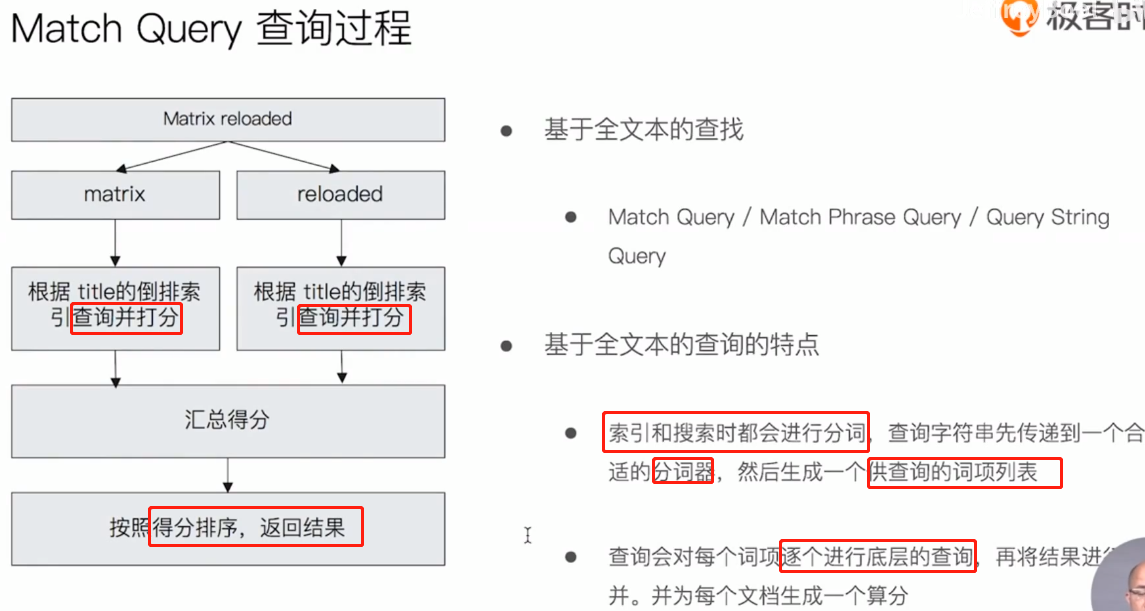 Match Query 查询过程
极客时
Matrix reloaded
matrix
reloaded
根据 title的倒排索
引查询并打分
根据 title的倒排索
引查询并打分
汇总得分
按照得分排序，返回结果
基于全文本的查找
Match Query / Match Phrase Query / Query String
Query
基于全文本的查询的特点
索引和搜索时都会进行分词，查询字符串先传递到一个合
适的分词器，然后生成一个供查询的词项列表
查询会对每个词项逐个进行底层的查询，再将结果进行
并。并为每个文档生成一个算分